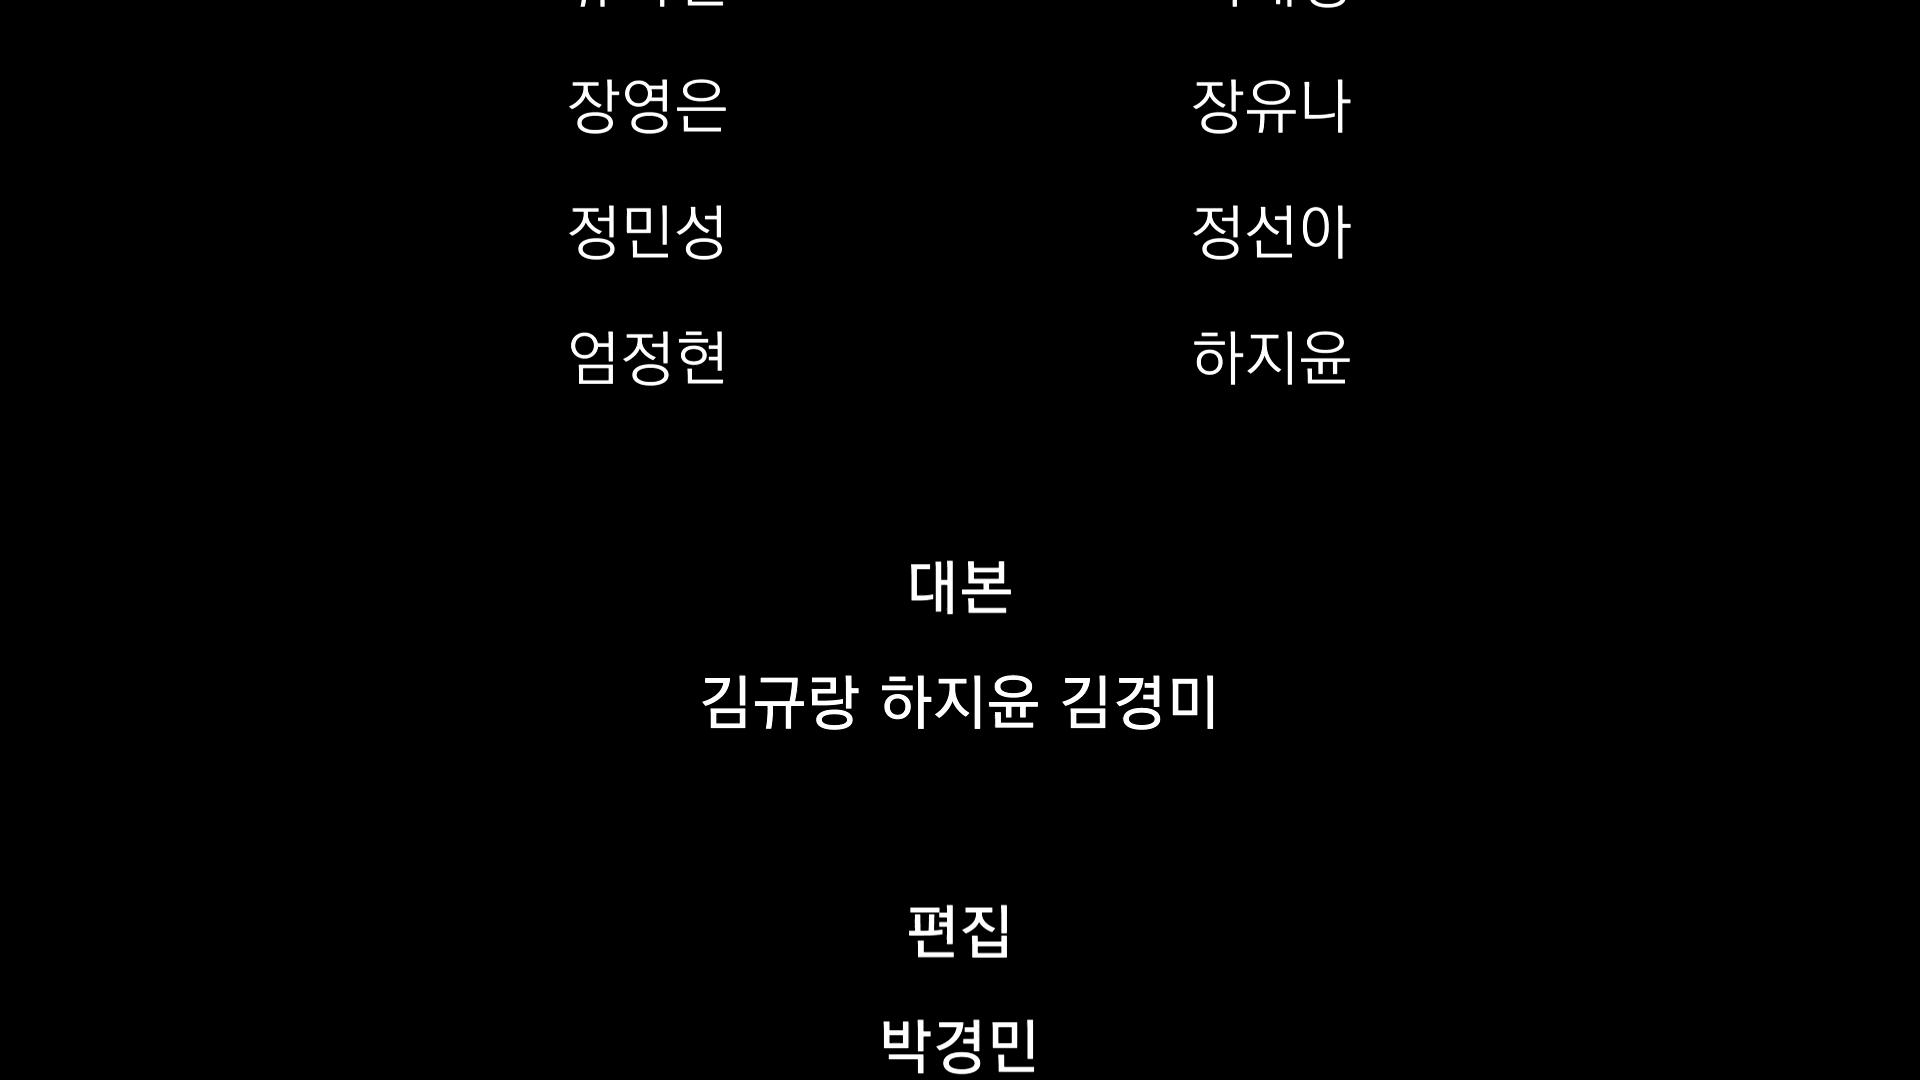 장영은 장유나
정민성 정선아
엄정현 하지윤
대본
김규랑 하지윤 김경미
편집
박경민